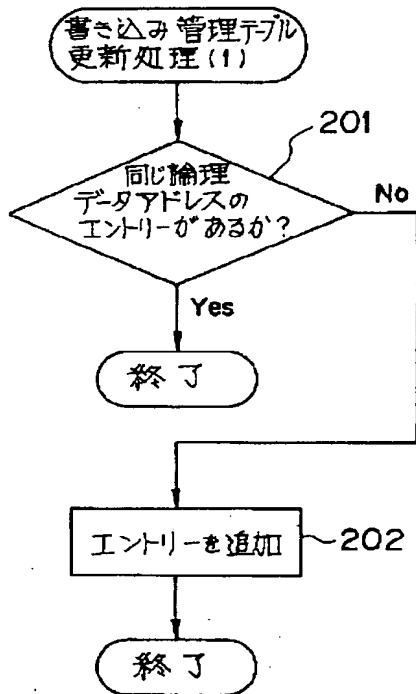 書き込み管理テーブル
更新処理(1)
201
同じ論理
データアドレスの
エントリーがあるか?
No
Yes
終了
エントリーを追加
202
終了